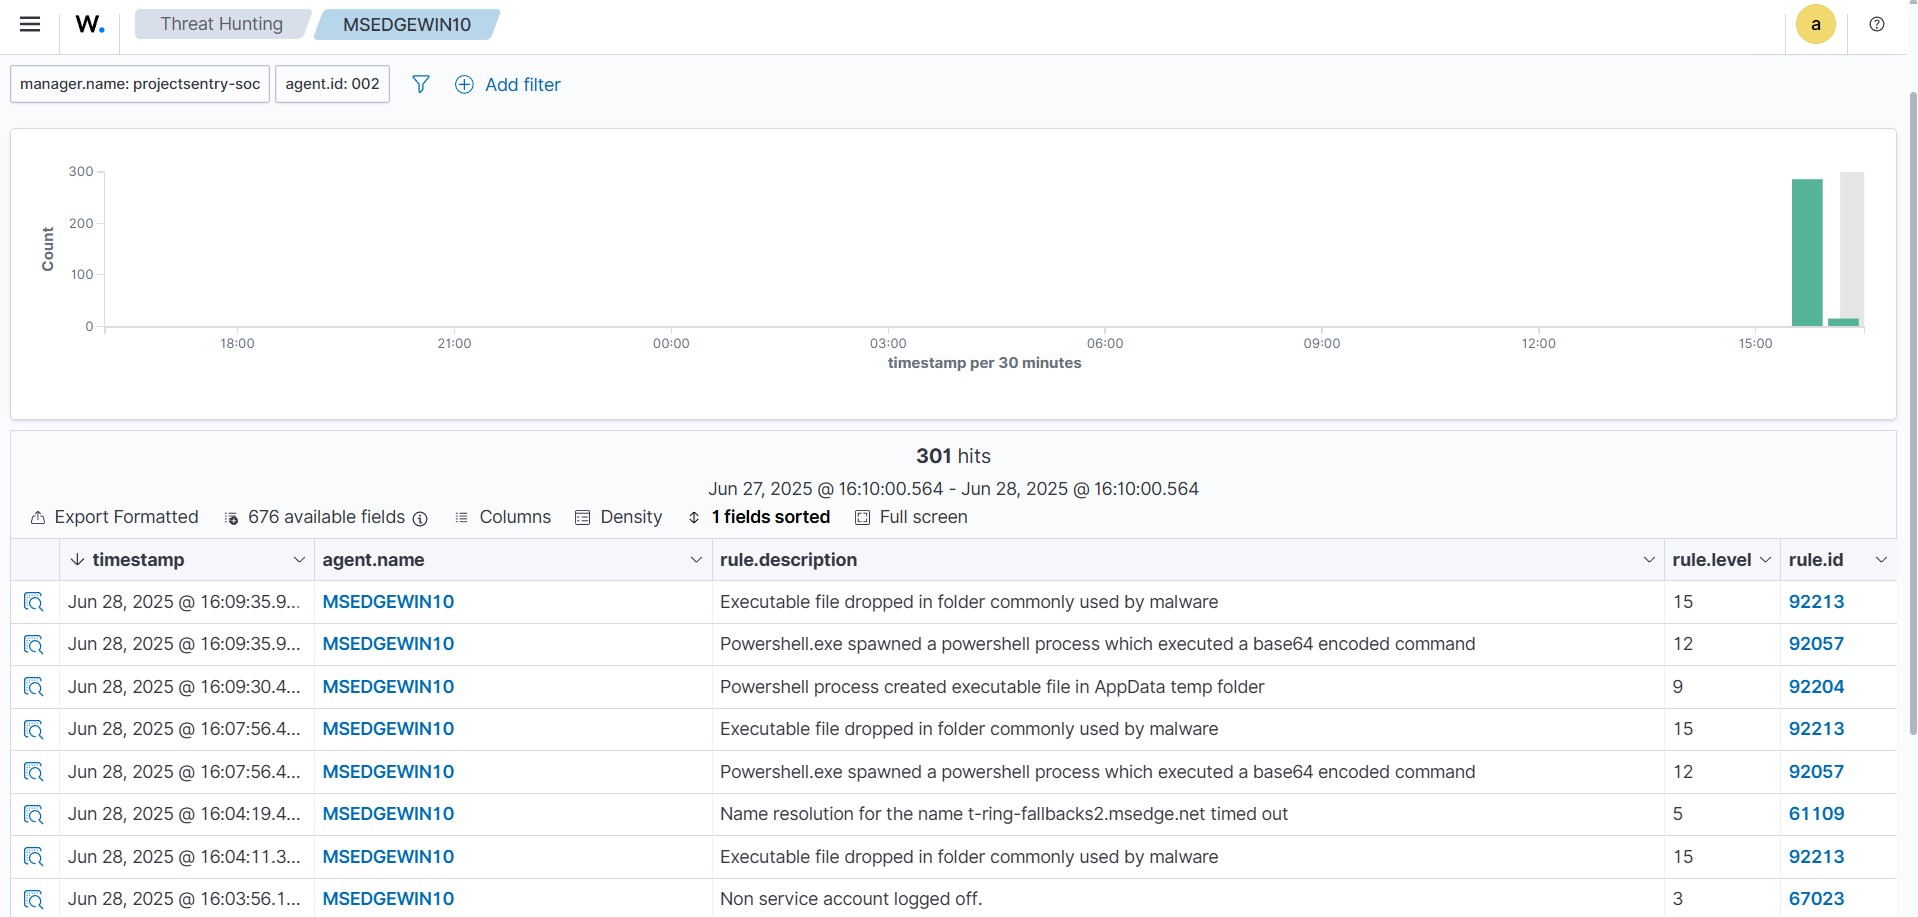 W. Threat Hunting MSEDGEWIN10 a
manager.name: projectsentry-soc agent.id: 002 Add filter
300
200
100
0
Count
18:00 21:00 00:00 03:00 06:00 09:00 12:00 15:00
timestamp per 30 minutes
301 hits
Jun 27, 2025 @ 16:10:00.564 - Jun 28, 2025 @ 16:10:00.564
Export Formatted 676 available fields Columns Density 1 fields sorted Full screen
timestamp agent.name rule.description rule.level rule.id
Jun 28, 2025 @ 16:09:35.9... MSEDGEWIN10 Executable file dropped in folder commonly used by malware 15 92213
Jun 28, 2025 @ 16:09:35.9... MSEDGEWIN10 Powershell.exe spawned a powershell process which executed a base64 encoded command 12 92057
Jun 28, 2025 @ 16:09:30.4... MSEDGEWIN10 Powershell process created executable file in AppData temp folder 9 92204
Jun 28, 2025 @ 16:07:56.4... MSEDGEWIN10 Executable file dropped in folder commonly used by malware 15 92213
Jun 28, 2025 @ 16:07:56.4... MSEDGEWIN10 Powershell.exe spawned a powershell process which executed a base64 encoded command 12 92057
Jun 28, 2025 @ 16:04:19.4... MSEDGEWIN10 Name resolution for the name t-ring-fallbacks2.msedge.net timed out 5 61109
Jun 28, 2025 @ 16:04:11.3... MSEDGEWIN10 Executable file dropped in folder commonly used by malware 15 92213
Jun 28, 2025 @ 16:03:56.1... MSEDGEWIN10 Non service account logged off. 3 67023